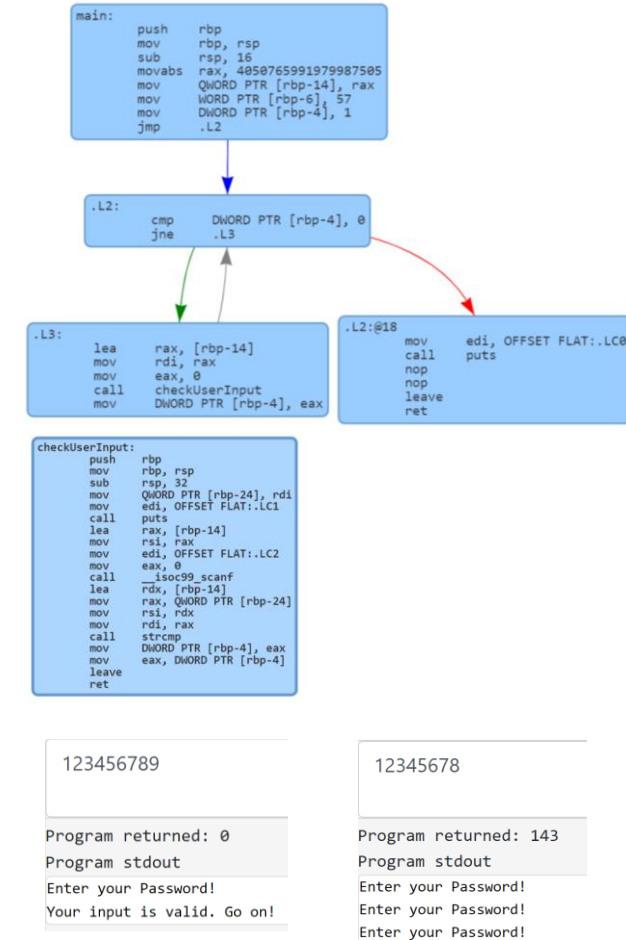 main:
push rbp
mov rbp, rsp
sub rsp, 16
movabs rax, 4050765991979987505
mov QWORD PTR [rbp-14], rax
mov WORD PTR [rbp-6], 57
mov DWORD PTR [rbp-4], 1
jmp .L2
.L2:
cmp DWORD PTR [rbp-4], 0
jne .L3
.L3:
lea rax, [rbp-14]
mov rdi, rax
mov eax, 0
call checkUserInput
mov DWORD PTR [rbp-4], eax
.L2:@18
mov edi, OFFSET FLAT:.LC0
call puts
nop
nop
leave
ret
checkUserInput:
push rbp
mov rbp, rsp
sub rsp, 32
mov QWORD PTR [rbp-24], rdi
mov edi, OFFSET FLAT:.LC1
call puts
lea rax, [rbp-14]
mov rsi, rax
mov edi, OFFSET FLAT:.LC2
mov eax, 0
call __isoc99_scanf
lea rdx, [rbp-14]
mov rax, QWORD PTR [rbp-24]
mov rsi, rdx
mov rdi, rax
call strcmp
mov DWORD PTR [rbp-4], eax
mov eax, DWORD PTR [rbp-4]
leave
ret
123456789
Program returned: 0
Program stdout
Enter your Password!
Your input is valid. Go on!
12345678
Program returned: 143
Program stdout
Enter your Password!
Enter your Password!
Enter your Password!